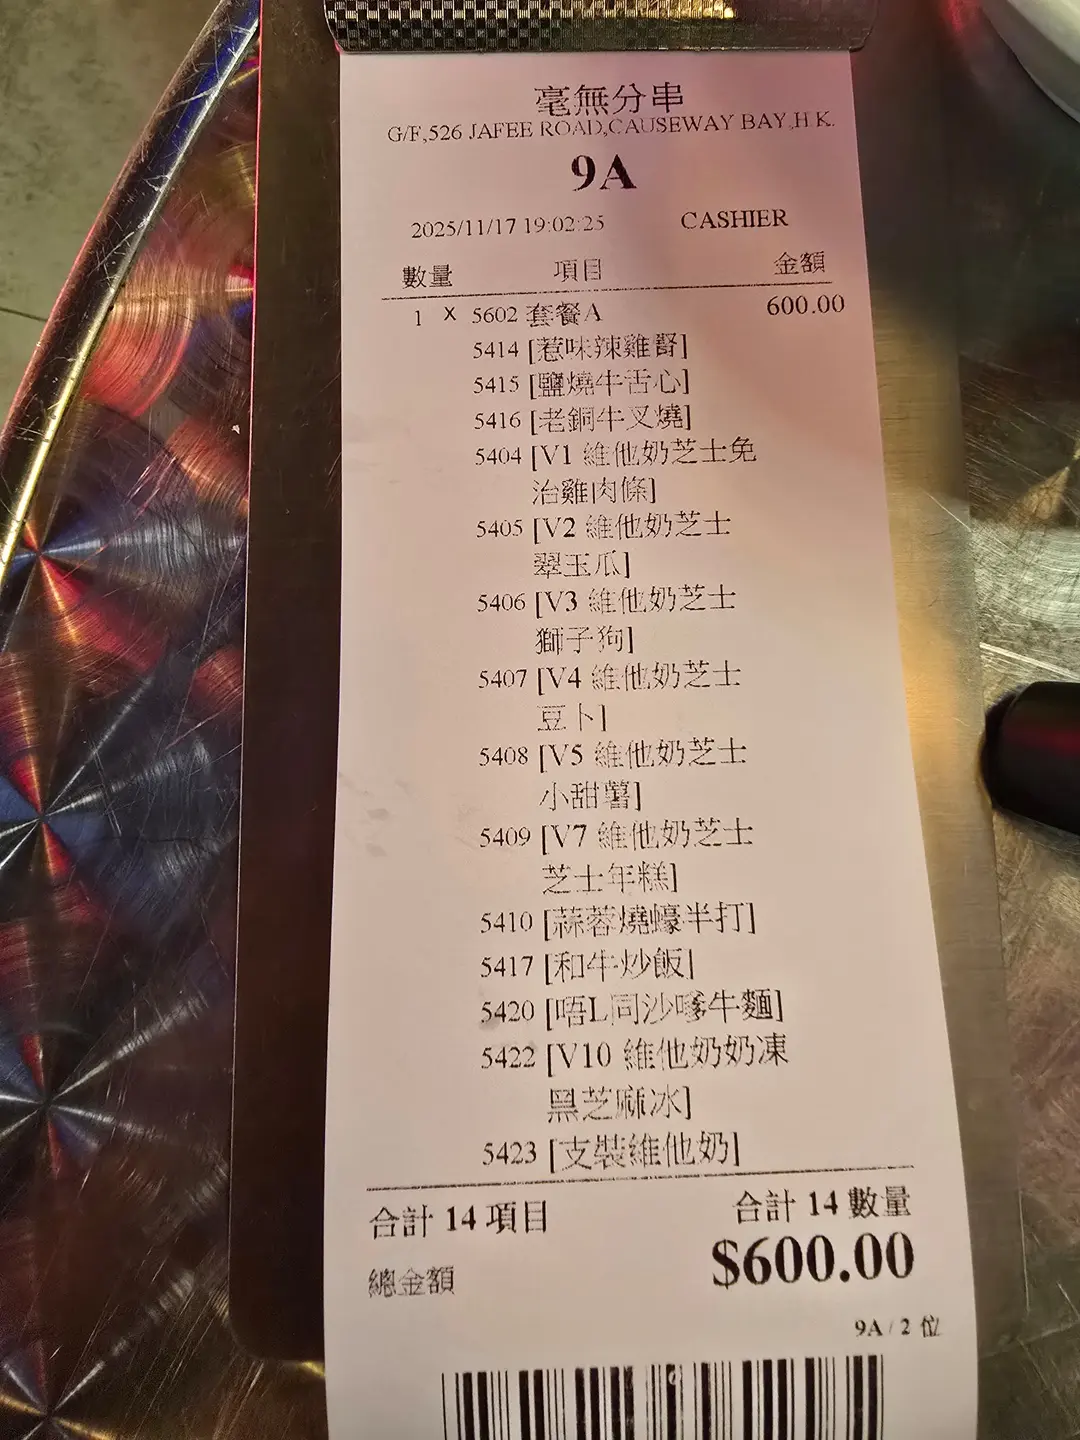 毫無分串
G/F,526 JAFEE ROAD,CAUSEWAY BAY,H.K.
9A
2025/11/17 19:02:25 CASHIER
數量 項目 金額
1 X 5602 套餐A 600.00
5414 [惹味辣雞腎]
5415 [鹽燒牛舌心]
5416 [老銅牛叉燒]
5404 [V1 維他奶芝士免
治雞肉條]
5405 [V2 維他奶芝士
翠玉瓜]
5406 [V3 維他奶芝士
獅子狗]
5407 [V4 維他奶芝士
豆卜]
5408 [V5 維他奶芝士
小甜薯]
5409 [V7 維他奶芝士
芝士年糕]
5410 [蒜蓉燒蠔半打]
5417 [和牛炒飯]
5420 [唔L同沙嗲牛麵]
5422 [V10 維他奶奶凍
黑芝麻冰]
5423 [支裝維他奶]
合計 14 項目 合計 14 數量
總金額 $600.00
9A / 2 位